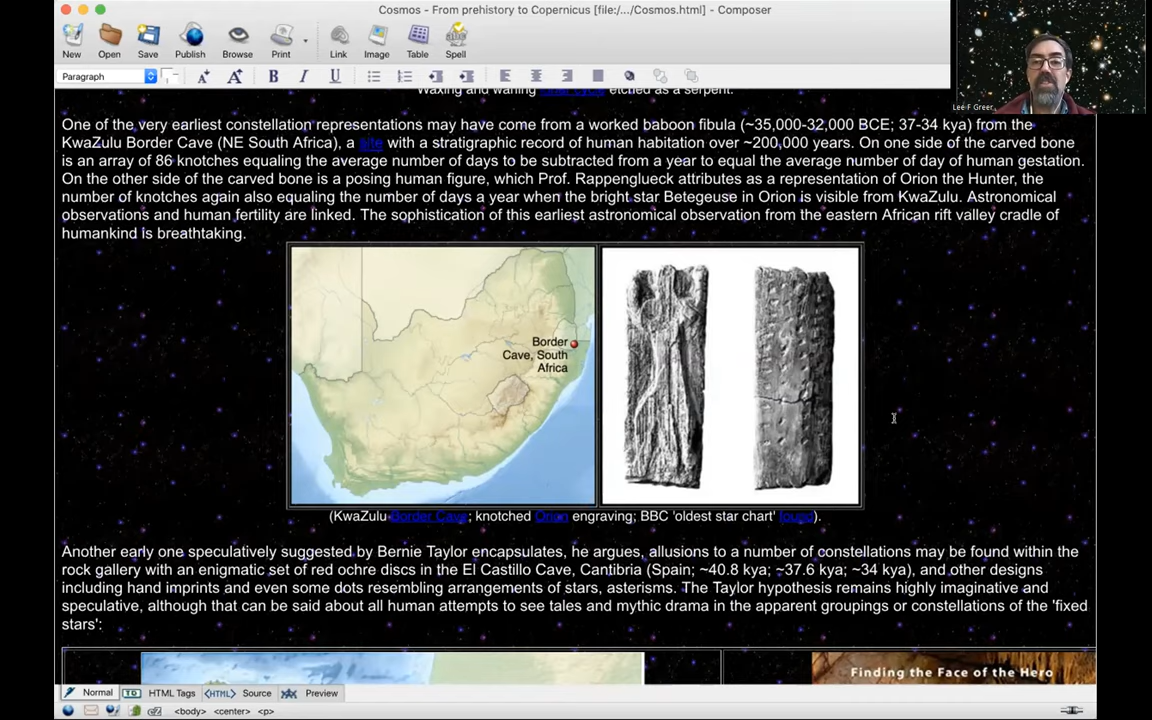 Cosmos - From prehistory to Copernicus [file:/.../Cosmos.html] - Composer
New Open Save Publish Browse Print Link Image Table Spell
Paragraph
B I U
Lee F Greer
Waxing and waning lunar cycle etched as a serpent.
One of the very earliest constellation representations may have come from a worked baboon fibula (~35,000-32,000 BCE; 37-34 kya) from the
KwaZulu Border Cave (NE South Africa), a site with a stratigraphic record of human habitation over ~200,000 years. On one side of the carved bone
is an array of 86 knotches equaling the average number of days to be subtracted from a year to equal the average number of day of human gestation.
On the other side of the carved bone is a posing human figure, which Prof. Rappenglueck attributes as a representation of Orion the Hunter, the
number of knotches again also equaling the number of days a year when the bright star Betegeuse in Orion is visible from KwaZulu. Astronomical
observations and human fertility are linked. The sophistication of this earliest astronomical observation from the eastern African rift valley cradle of
humankind is breathtaking.
Border
Cave, South
Africa
(KwaZulu Border Cave; knotched Orion engraving; BBC 'oldest star chart' found).
Another early one speculatively suggested by Bernie Taylor encapsulates, he argues, allusions to a number of constellations may be found within the
rock gallery with an enigmatic set of red ochre discs in the El Castillo Cave, Cantibria (Spain; ~40.8 kya; ~37.6 kya; ~34 kya), and other designs
including hand imprints and even some dots resembling arrangements of stars, asterisms. The Taylor hypothesis remains highly imaginative and
speculative, although that can be said about all human attempts to see tales and mythic drama in the apparent groupings or constellations of the 'fixed
stars':
Finding the Face of the Hero
Normal HTML Tags <HTML> Source Preview
<body> <center> <p>